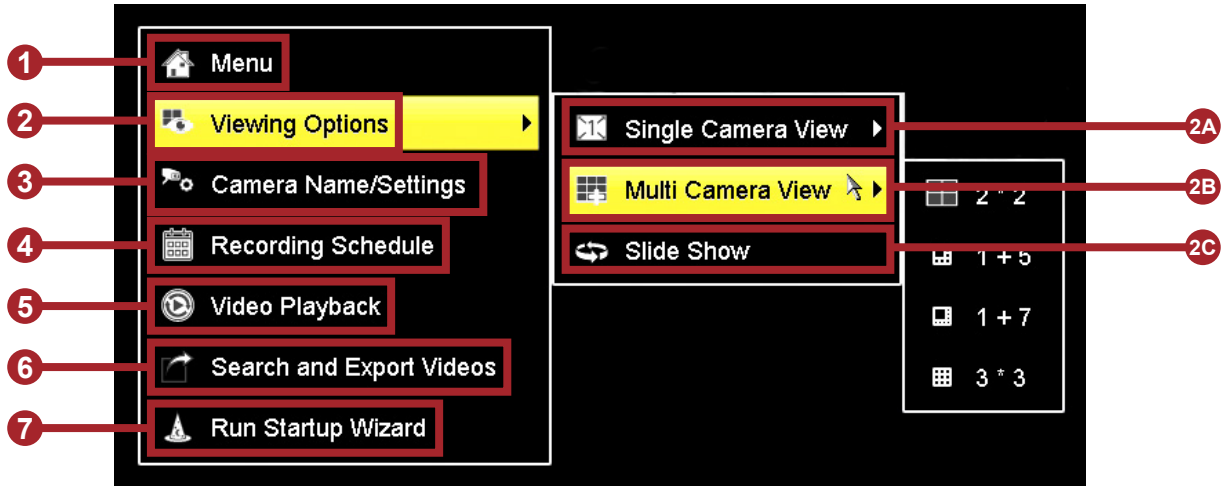 1 Menu
2 Viewing Options
3 Camera Name/Settings
4 Recording Schedule
5 Video Playback
6 Search and Export Videos
7 Run Startup Wizard
1 Single Camera View 2A
Multi Camera View 2B
Slide Show 2C
2 * 2
1 + 5
1 + 7
3 * 3